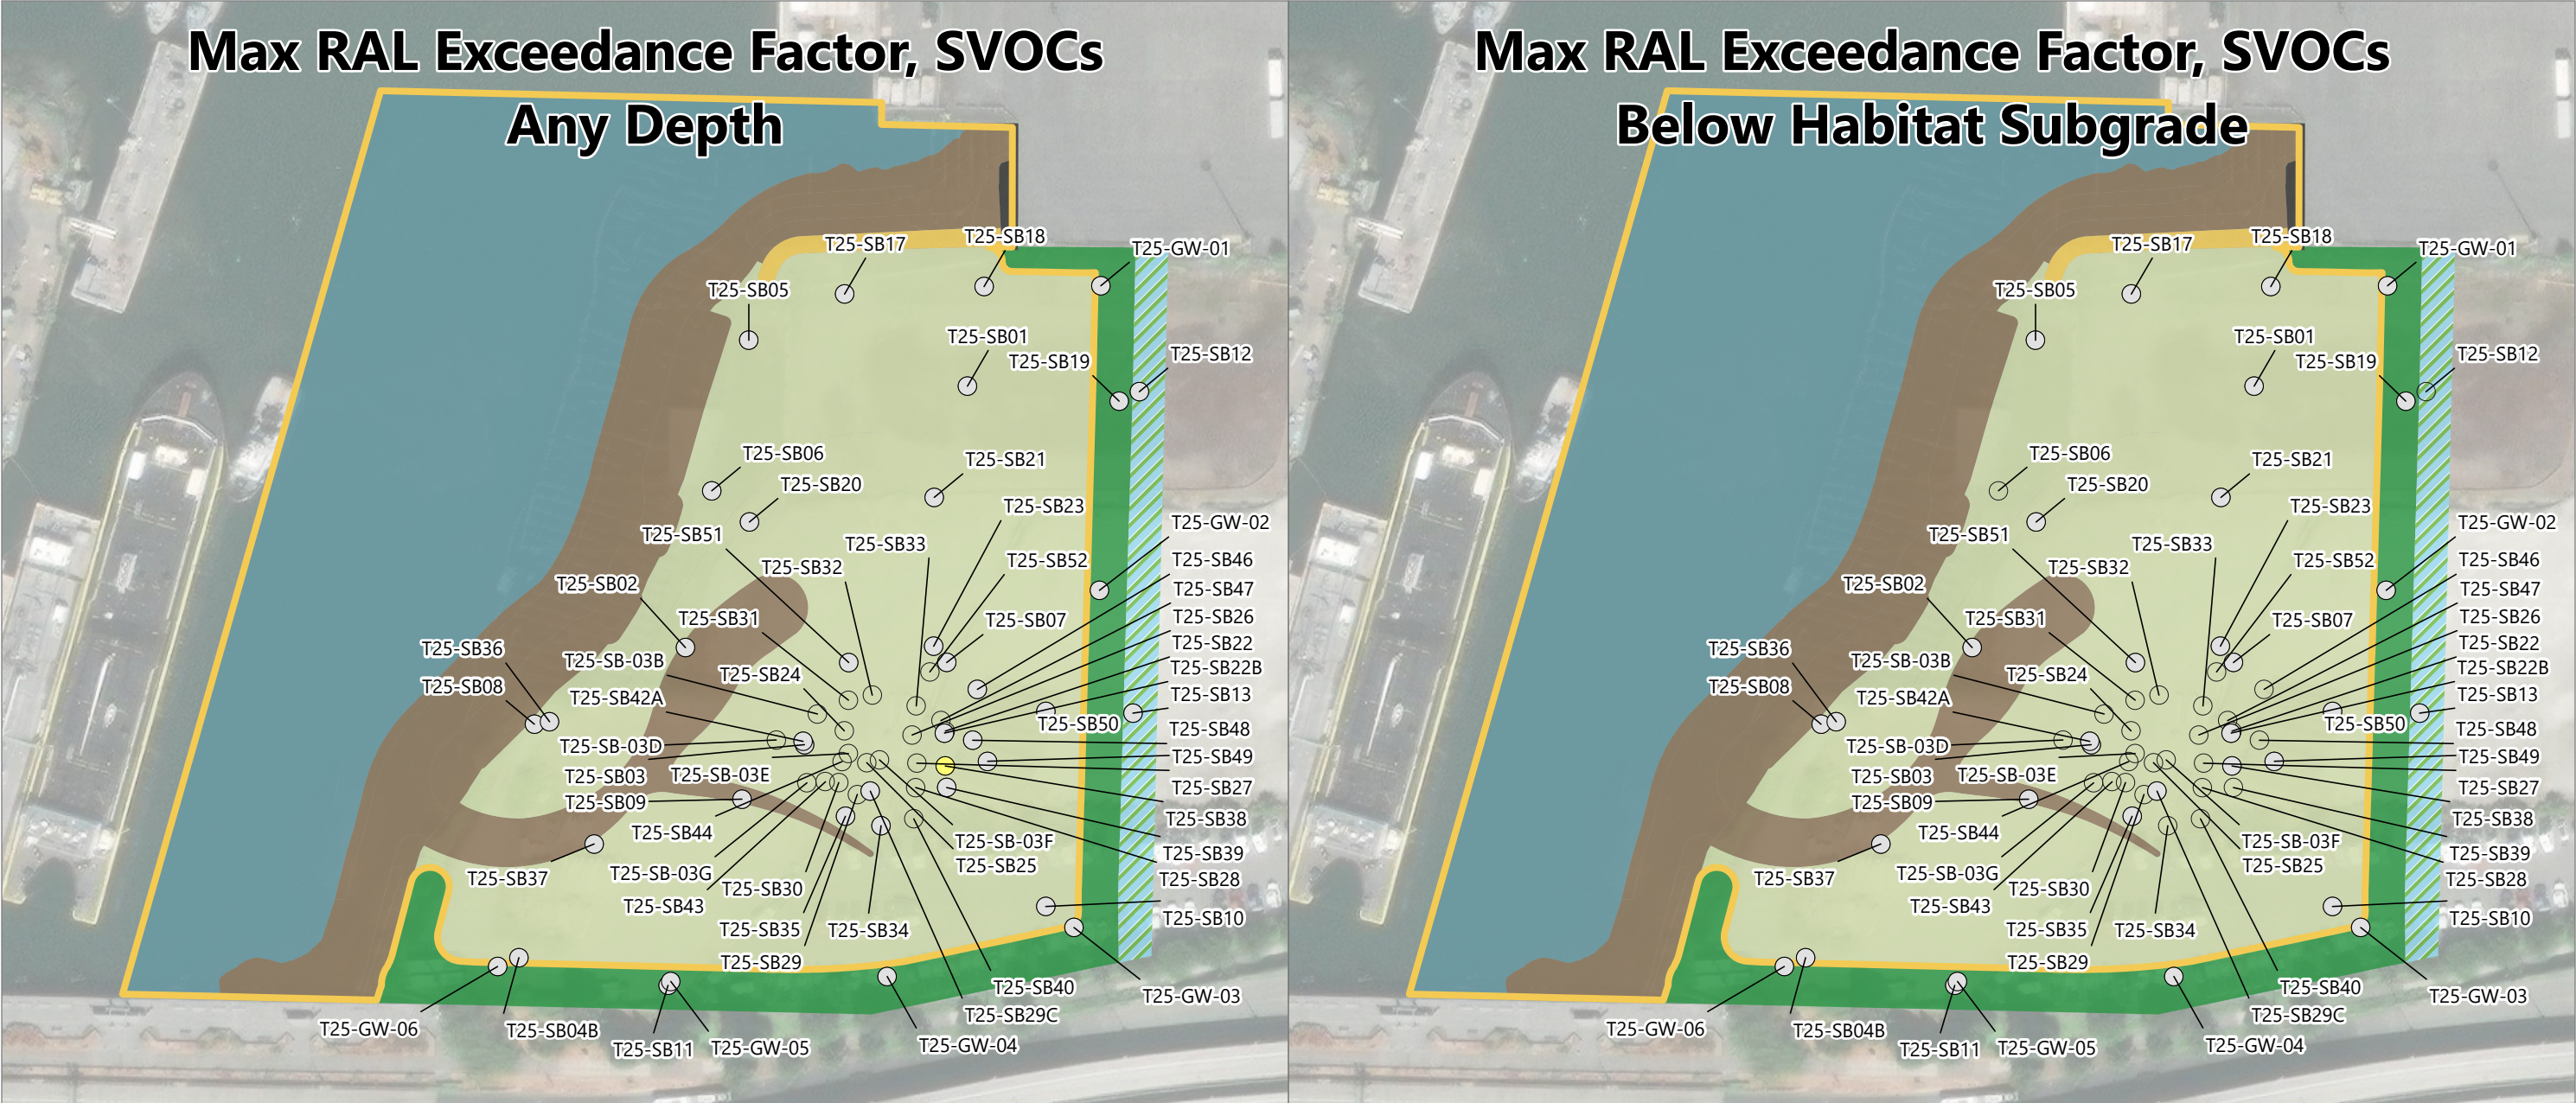 Max RAL Exceedance Factor, SVOCs
Any Depth
T25-SB17
T25-SB18
T25-GW-01
T25-SB05
T25-SB01
T25-SB19
T25-SB12
T25-SB06
T25-SB21
T25-SB20
T25-SB23
T25-GW-02
T25-SB51
T25-SB33
T25-SB52
T25-SB46
T25-SB32
T25-SB02
T25-SB47
T25-SB31
T25-SB07
T25-SB26
T25-SB36
T25-SB22
T25-SB-03B
T25-SB24
T25-SB22B
T25-SB08
T25-SB13
T25-SB42A
T25-SB50
T25-SB48
T25-SB-03D
T25-SB49
T25-SB03
T25-SB-03E
T25-SB27
T25-SB09
T25-SB38
T25-SB44
T25-SB-03F
T25-SB39
T25-SB25
T25-SB-03G
T25-SB37
T25-SB28
T25-SB30
T25-SB43
T25-SB10
T25-SB35
T25-SB34
T25-SB29
T25-SB40
T25-GW-03
T25-SB29C
T25-GW-06
T25-SB04B
T25-SB11
T25-GW-05
T25-GW-04
Max RAL Exceedance Factor, SVOCs
Below Habitat Subgrade
T25-SB17
T25-SB18
T25-GW-01
T25-SB05
T25-SB01
T25-SB19
T25-SB12
T25-SB06
T25-SB21
T25-SB20
T25-SB23
T25-GW-02
T25-SB51
T25-SB33
T25-SB52
T25-SB46
T25-SB32
T25-SB02
T25-SB47
T25-SB31
T25-SB07
T25-SB26
T25-SB36
T25-SB22
T25-SB-03B
T25-SB24
T25-SB22B
T25-SB08
T25-SB13
T25-SB42A
T25-SB50
T25-SB48
T25-SB-03D
T25-SB49
T25-SB03
T25-SB-03E
T25-SB27
T25-SB09
T25-SB38
T25-SB44
T25-SB-03F
T25-SB39
T25-SB25
T25-SB-03G
T25-SB37
T25-SB28
T25-SB30
T25-SB43
T25-SB10
T25-SB35
T25-SB34
T25-SB29
T25-SB40
T25-GW-03
T25-SB29C
T25-GW-06
T25-SB04B
T25-SB11
T25-GW-05
T25-GW-04